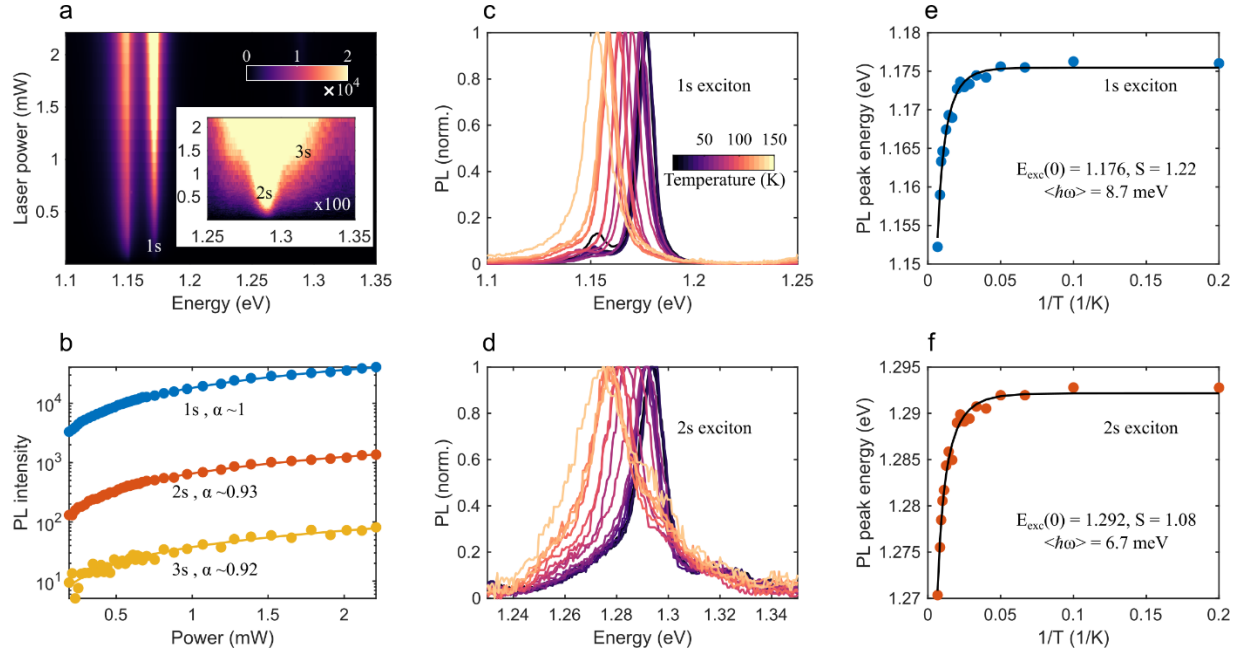 a
Laser power (mW)
2
1.5
1
0.5
0 1 2
×10⁴
2
1.5
1
0.5
3s
2s
x100
1.25 1.3 1.35
1s
1.1 1.15 1.2 1.25 1.3 1.35
Energy (eV)
b
PL intensity
10⁴
10³
10²
10¹
1s , α ~1
2s , α ~0.93
3s , α ~0.92
0.5 1 1.5 2
Power (mW)
c
PL (norm.)
1
0.8
0.6
0.4
0.2
0
1s exciton
50 100 150
Temperature (K)
1.1 1.15 1.2 1.25
Energy (eV)
d
PL (norm.)
1
0.8
0.6
0.4
0.2
0
2s exciton
1.24 1.26 1.28 1.30 1.32 1.34
Energy (eV)
e
PL peak energy (eV)
1.18
1.175
1.17
1.165
1.16
1.155
1.15
1s exciton
E_exc(0) = 1.176, S = 1.22
<ℏω> = 8.7 meV
0 0.05 0.1 0.15 0.2
1/T (1/K)
f
PL peak energy (eV)
1.295
1.29
1.285
1.28
1.275
1.27
2s exciton
E_exc(0) = 1.292, S = 1.08
<ℏω> = 6.7 meV
0 0.05 0.1 0.15 0.2
1/T (1/K)